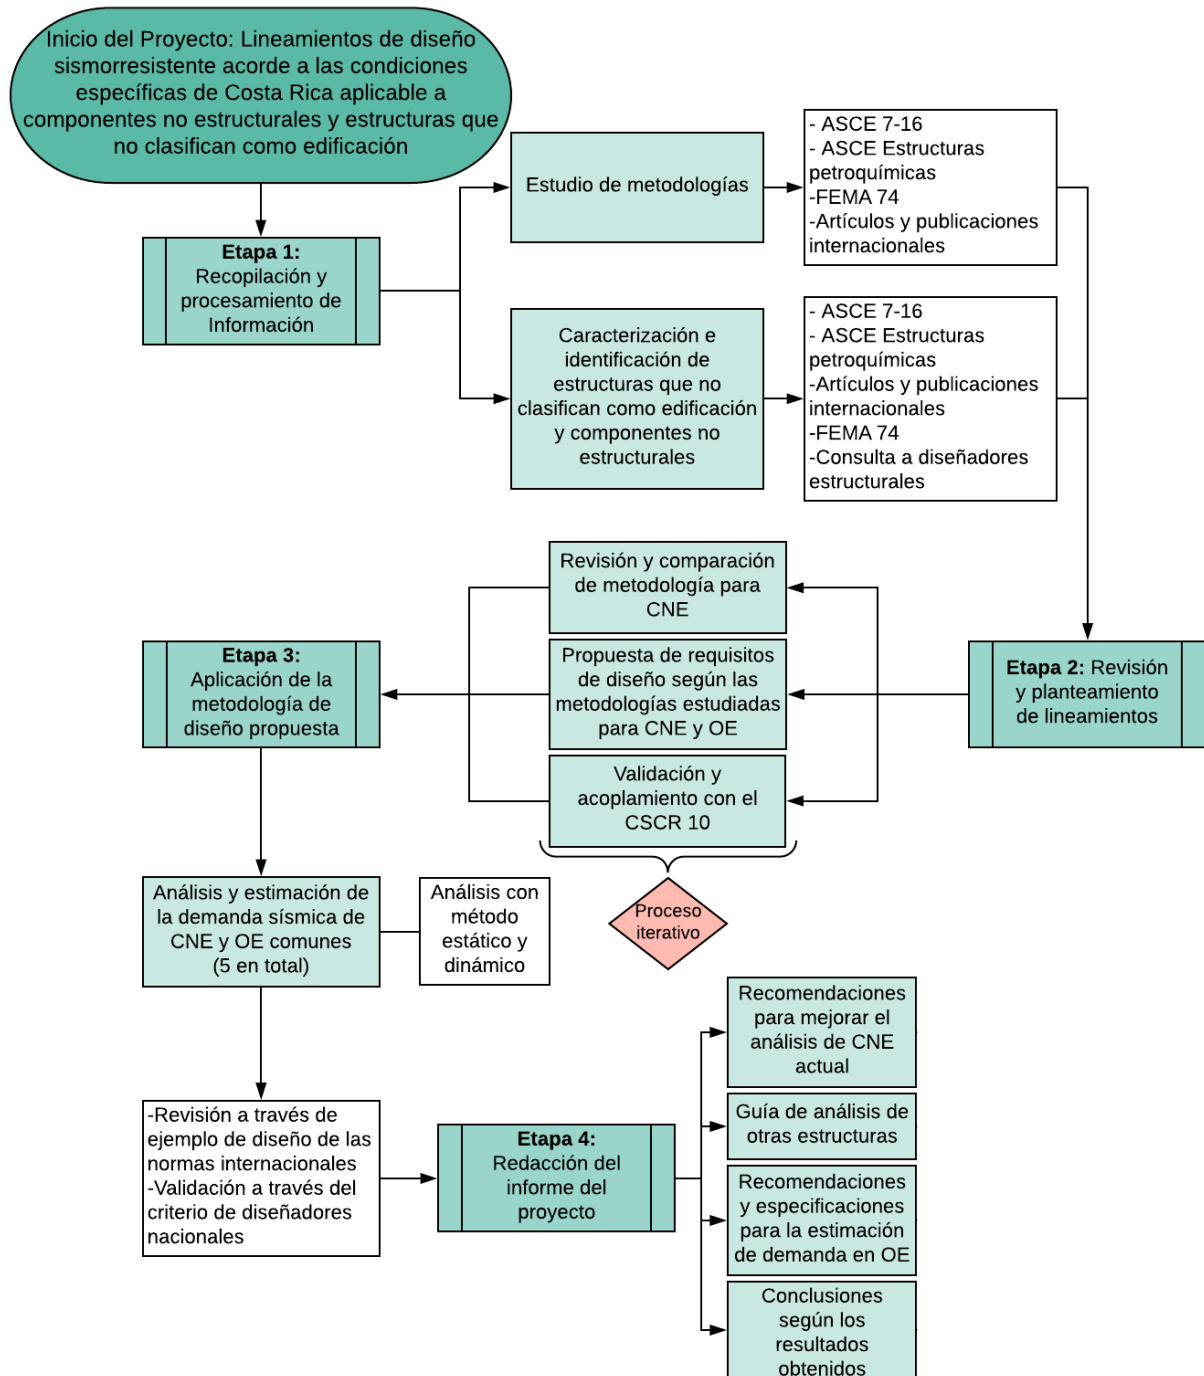 Inicio del Proyecto: Lineamientos de diseño
sismorresistente acorde a las condiciones
específicas de Costa Rica aplicable a
componentes no estructurales y estructuras que
no clasifican como edificación
Etapa 1:
Recopilación y
procesamiento de
Información
Estudio de metodologías
- ASCE 7-16
- ASCE Estructuras
petroquímicas
-FEMA 74
-Artículos y publicaciones
internacionales
Caracterización e
identificación de
estructuras que no
clasifican como edificación
y componentes no
estructurales
- ASCE 7-16
- ASCE Estructuras
petroquímicas
-Artículos y publicaciones
internacionales
-FEMA 74
-Consulta a diseñadores
estructurales
Etapa 2: Revisión
y planteamiento
de lineamientos
Revisión y comparación
de metodología para
CNE
Propuesta de requisitos
de diseño según las
metodologías estudiadas
para CNE y OE
Validación y
acoplamiento con el
CSCR 10
Proceso
iterativo
Etapa 3:
Aplicación de la
metodología de
diseño propuesta
Análisis y estimación de
la demanda sísmica de
CNE y OE comunes
(5 en total)
Análisis con
método
estático y
dinámico
-Revisión a través de
ejemplo de diseño de las
normas internacionales
-Validación a través del
criterio de diseñadores
nacionales
Etapa 4:
Redacción del
informe del
proyecto
Recomendaciones
para mejorar el
análisis de CNE
actual
Guía de análisis de
otras estructuras
Recomendaciones
y especificaciones
para la estimación
de demanda en OE
Conclusiones
según los
resultados
obtenidos